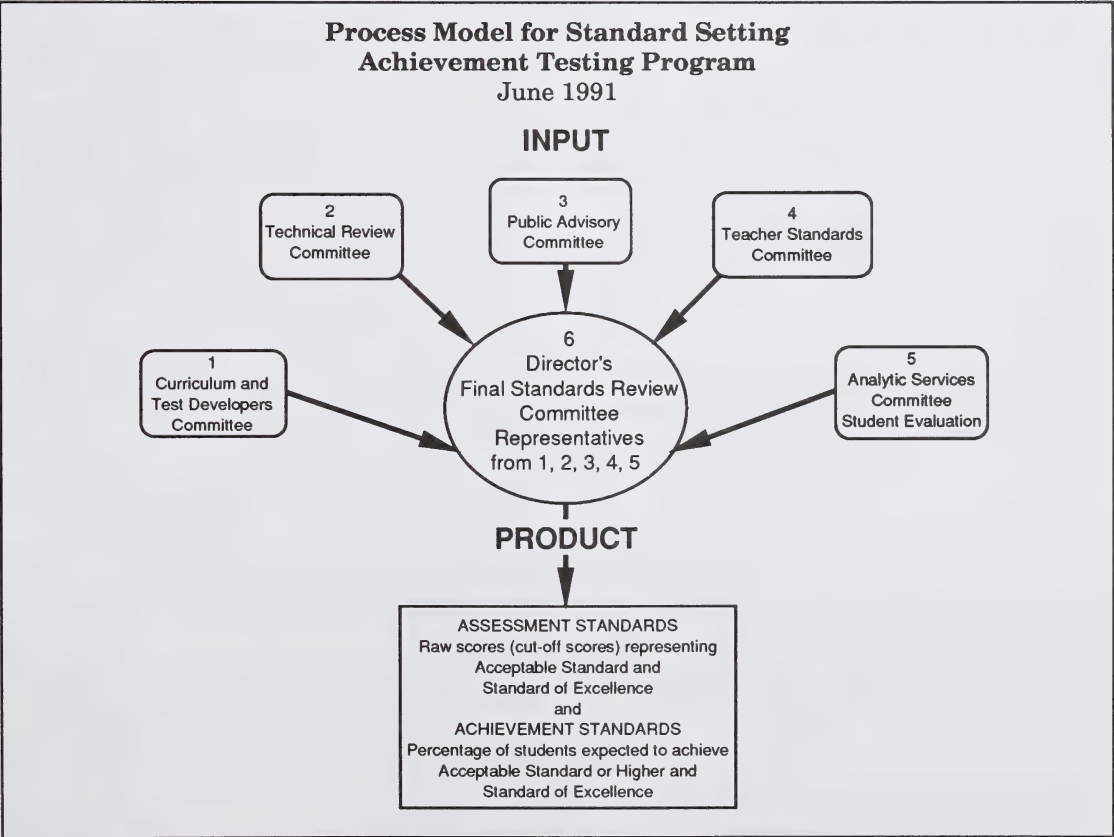 Process Model for Standard Setting
Achievement Testing Program
June 1991
INPUT
1
Curriculum and
Test Developers
Committee
2
Technical Review
Committee
3
Public Advisory
Committee
4
Teacher Standards
Committee
5
Analytic Services
Committee
Student Evaluation
6
Director's
Final Standards Review
Committee
Representatives
from 1, 2, 3, 4, 5
PRODUCT
ASSESSMENT STANDARDS
Raw scores (cut-off scores) representing
Acceptable Standard and
Standard of Excellence
and
ACHIEVEMENT STANDARDS
Percentage of students expected to achieve
Acceptable Standard or Higher and
Standard of Excellence